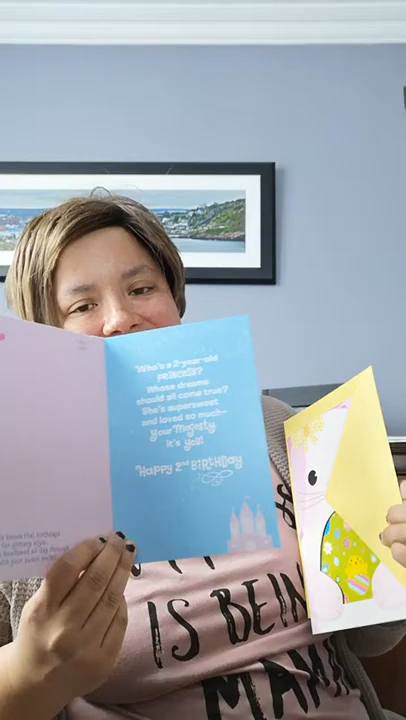 "Who's a 2-year-old
PRINCESS?
Whose dreams
should all come true?
She's supersweet
and loved so much—
Your Majesty,
it's you!
Happy 2nd Birthday
IS BEIN
MAM